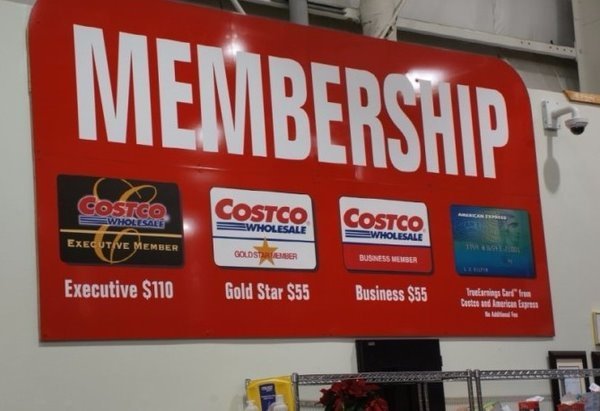 MEMBERSHIP
COSTCO
WHOLESALE
EXECUTIVE MEMBER
Executive $110
COSTCO
WHOLESALE
GOLD STAR MEMBER
Gold Star $55
COSTCO
WHOLESALE
BUSINESS MEMBER
Business $55
AMERICAN EXPRESS
TrueEarnings Card™ from
Costco and American Express
No Additional Fee